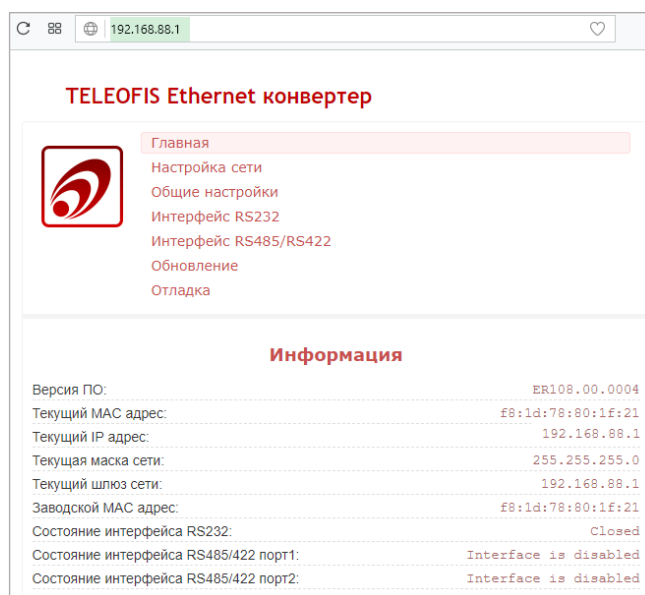 192.168.88.1
TELEOFIS Ethernet конвертер
Главная
Настройка сети
Общие настройки
Интерфейс RS232
Интерфейс RS485/RS422
Обновление
Отладка
Информация
Версия ПО: ER108.00.0004
Текущий MAC адрес: f8:1d:78:80:1f:21
Текущий IP адрес: 192.168.88.1
Текущая маска сети: 255.255.255.0
Текущий шлюз сети: 192.168.88.1
Заводской MAC адрес: f8:1d:78:80:1f:21
Состояние интерфейса RS232: Closed
Состояние интерфейса RS485/422 порт1: Interface is disabled
Состояние интерфейса RS485/422 порт2: Interface is disabled